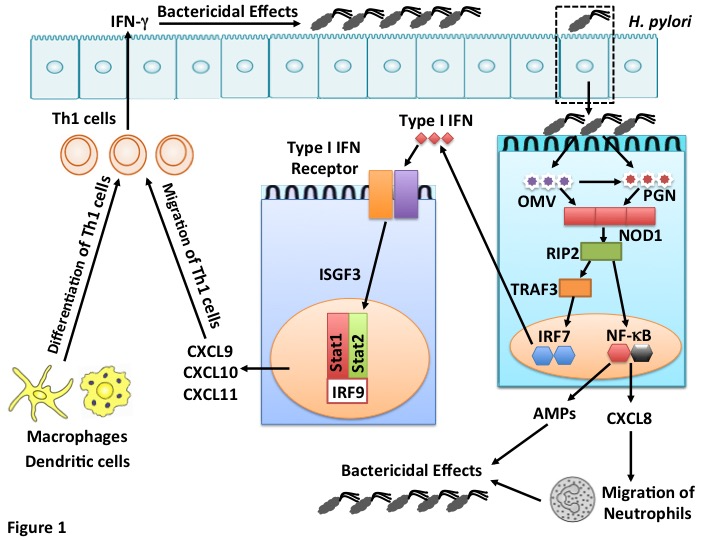 IFN-γ
Bactericidal Effects
H. pylori
Th1 cells
Type I IFN
Type I IFN
Receptor
OMV
PGN
NOD1
RIP2
TRAF3
IRF7
NF-κB
ISGF3
Stat1
Stat2
IRF9
Differentiation of Th1 cells
Migration of Th1 cells
CXCL9
CXCL10
CXCL11
Macrophages
Dendritic cells
AMPs
CXCL8
Bactericidal Effects
Migration of
Neutrophils
Figure 1